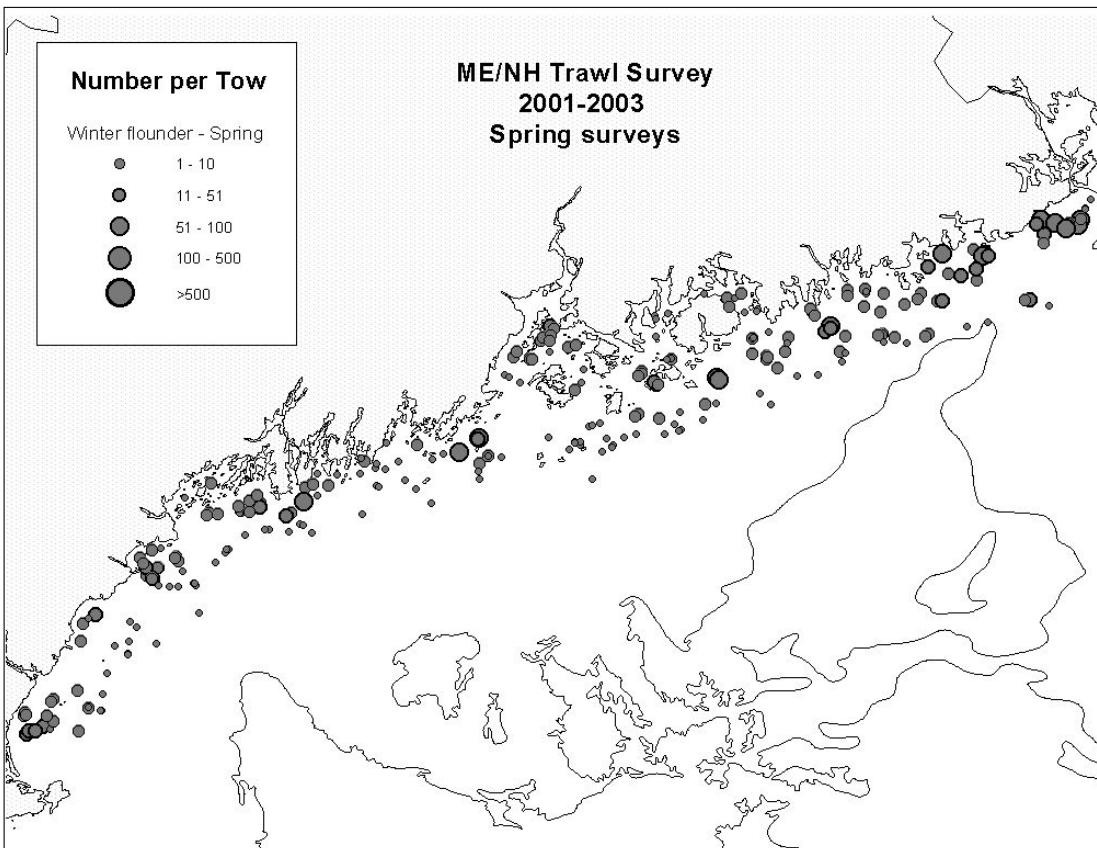 Number per Tow
Winter flounder - Spring
1 - 10
11 - 51
51 - 100
100 - 500
>500
ME/NH Trawl Survey
2001-2003
Spring surveys